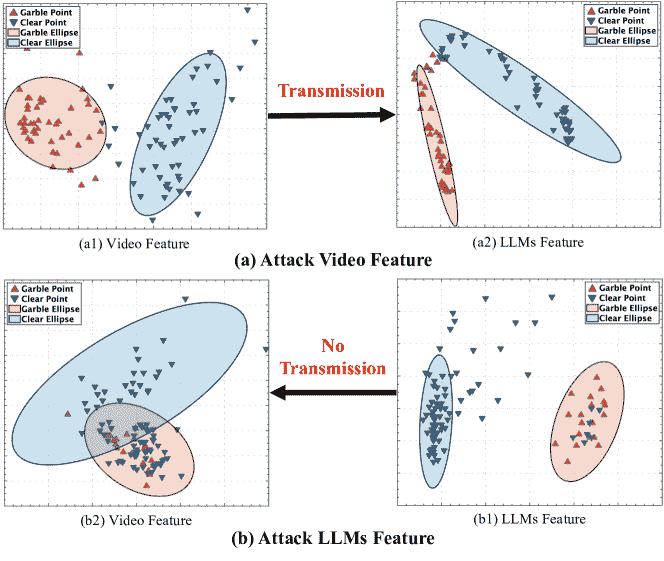 Garble Point
Clear Point
Garble Ellipse
Clear Ellipse
(a1) Video Feature
Transmission
Garble Point
Clear Point
Garble Ellipse
Clear Ellipse
(a2) LLMs Feature
(a) Attack Video Feature
Garble Point
Clear Point
Garble Ellipse
Clear Ellipse
(b2) Video Feature
No
Transmission
Garble Point
Clear Point
Garble Ellipse
Clear Ellipse
(b1) LLMs Feature
(b) Attack LLMs Feature